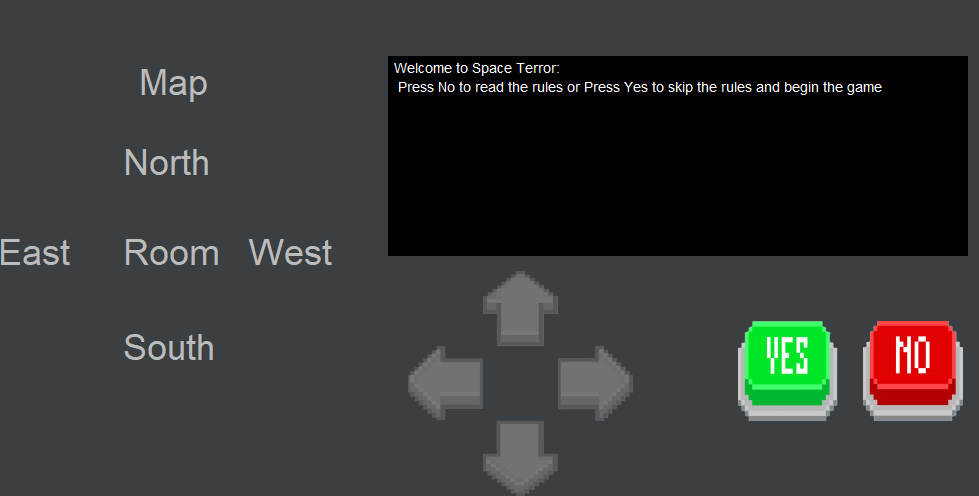 Map
North
East Room West
South
Welcome to Space Terror:
Press No to read the rules or Press Yes to skip the rules and begin the game
YES
NO